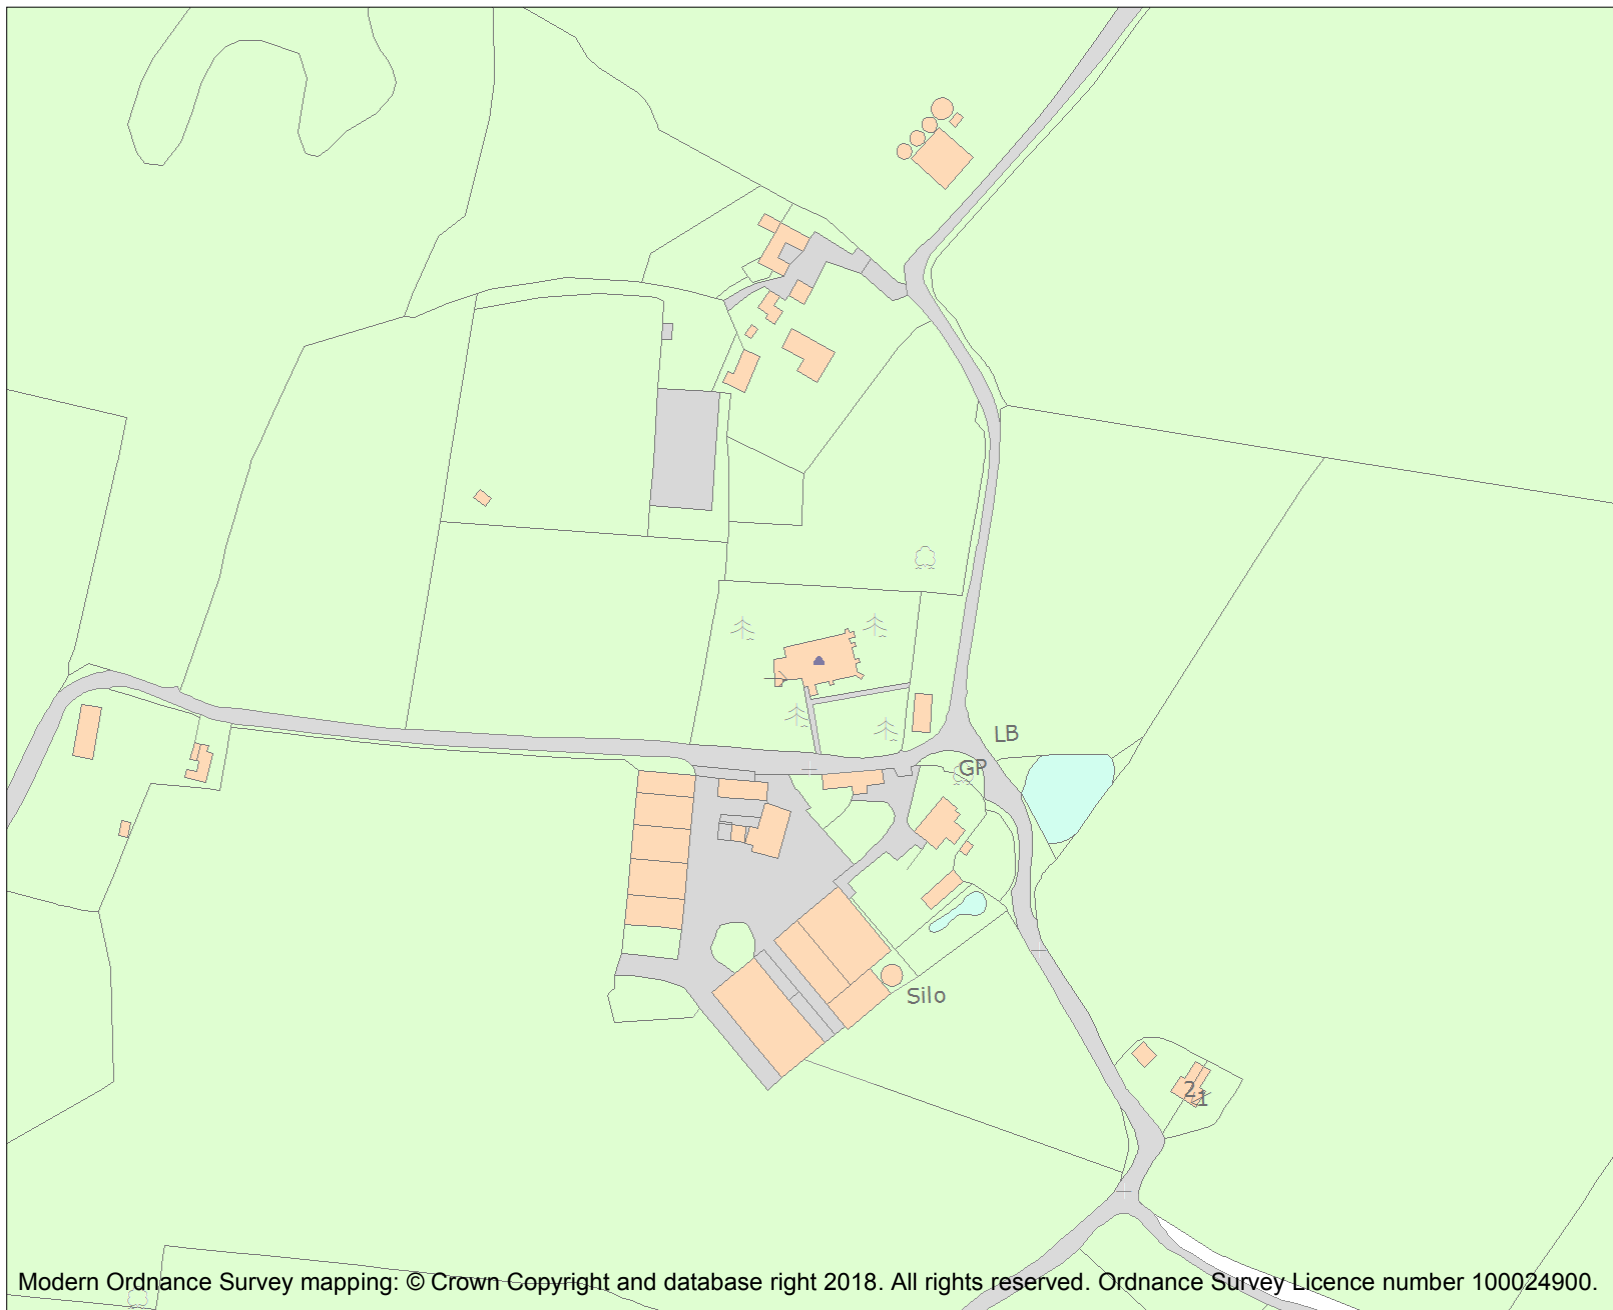 LB
GP
Silo
2
1
Modern Ordnance Survey mapping: © Crown Copyright and database right 2018. All rights reserved. Ordnance Survey Licence number 100024900.